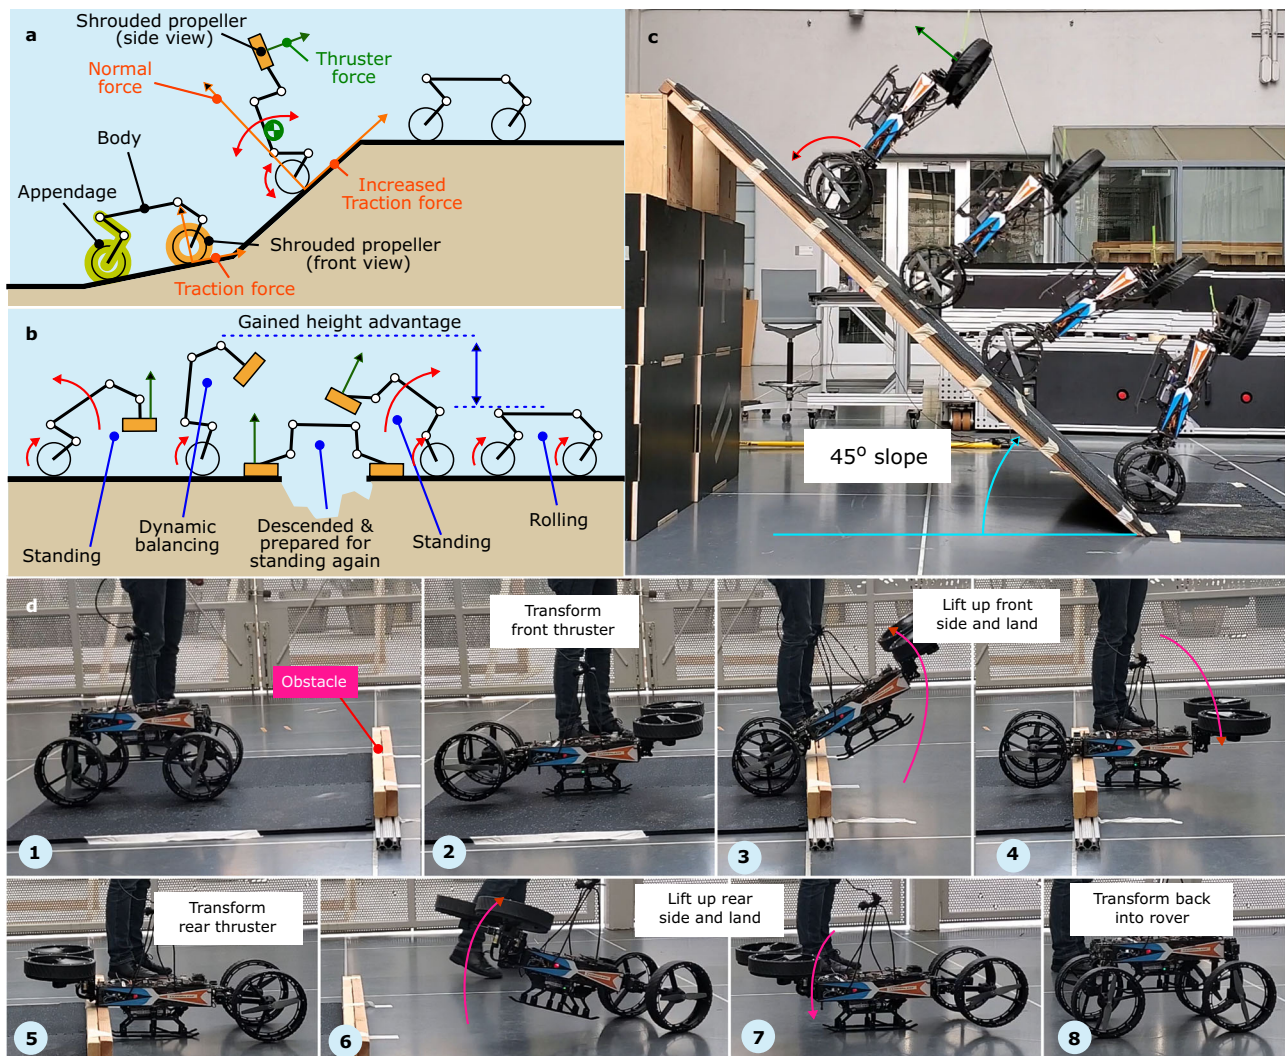 a
Shrouded propeller
(side view)
Normal
force
Thruster
force
Body
Appendage
Increased
Traction force
Shrouded propeller
(front view)
Traction force
b
Gained height advantage
Standing
Dynamic
balancing
Descended &
prepared for
standing again
Standing
Rolling
c
45° slope
d
Obstacle
1
Transform
front thruster
2
Lift up front
side and land
3
4
Transform
rear thruster
5
Lift up rear
side and land
6
7
Transform back
into rover
8